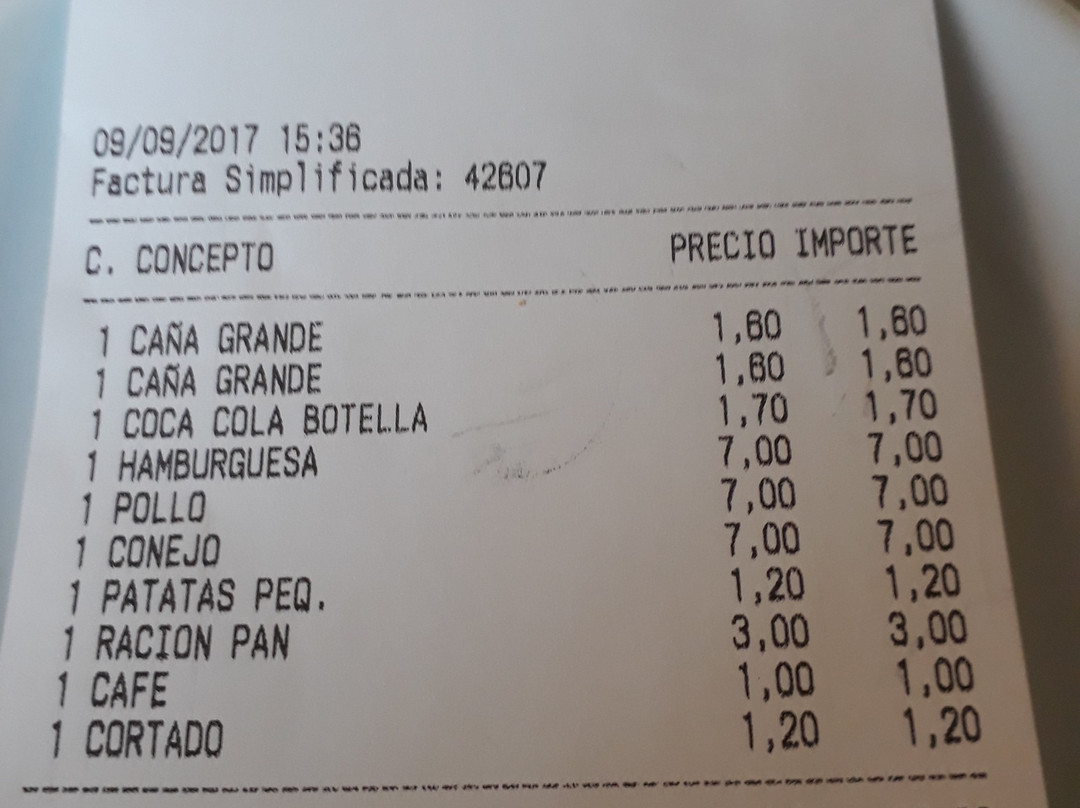 09/09/2017 15:36
Factura Simplificada: 42607
C. CONCEPTO PRECIO IMPORTE
1 CAÑA GRANDE 1,60 1,60
1 CAÑA GRANDE 1,60 1,60
1 COCA COLA BOTELLA 1,70 1,70
1 HAMBURGUESA 7,00 7,00
1 POLLO 7,00 7,00
1 CONEJO 7,00 7,00
1 PATATAS PEQ. 1,20 1,20
1 RACION PAN 3,00 3,00
1 CAFE 1,00 1,00
1 CORTADO 1,20 1,20